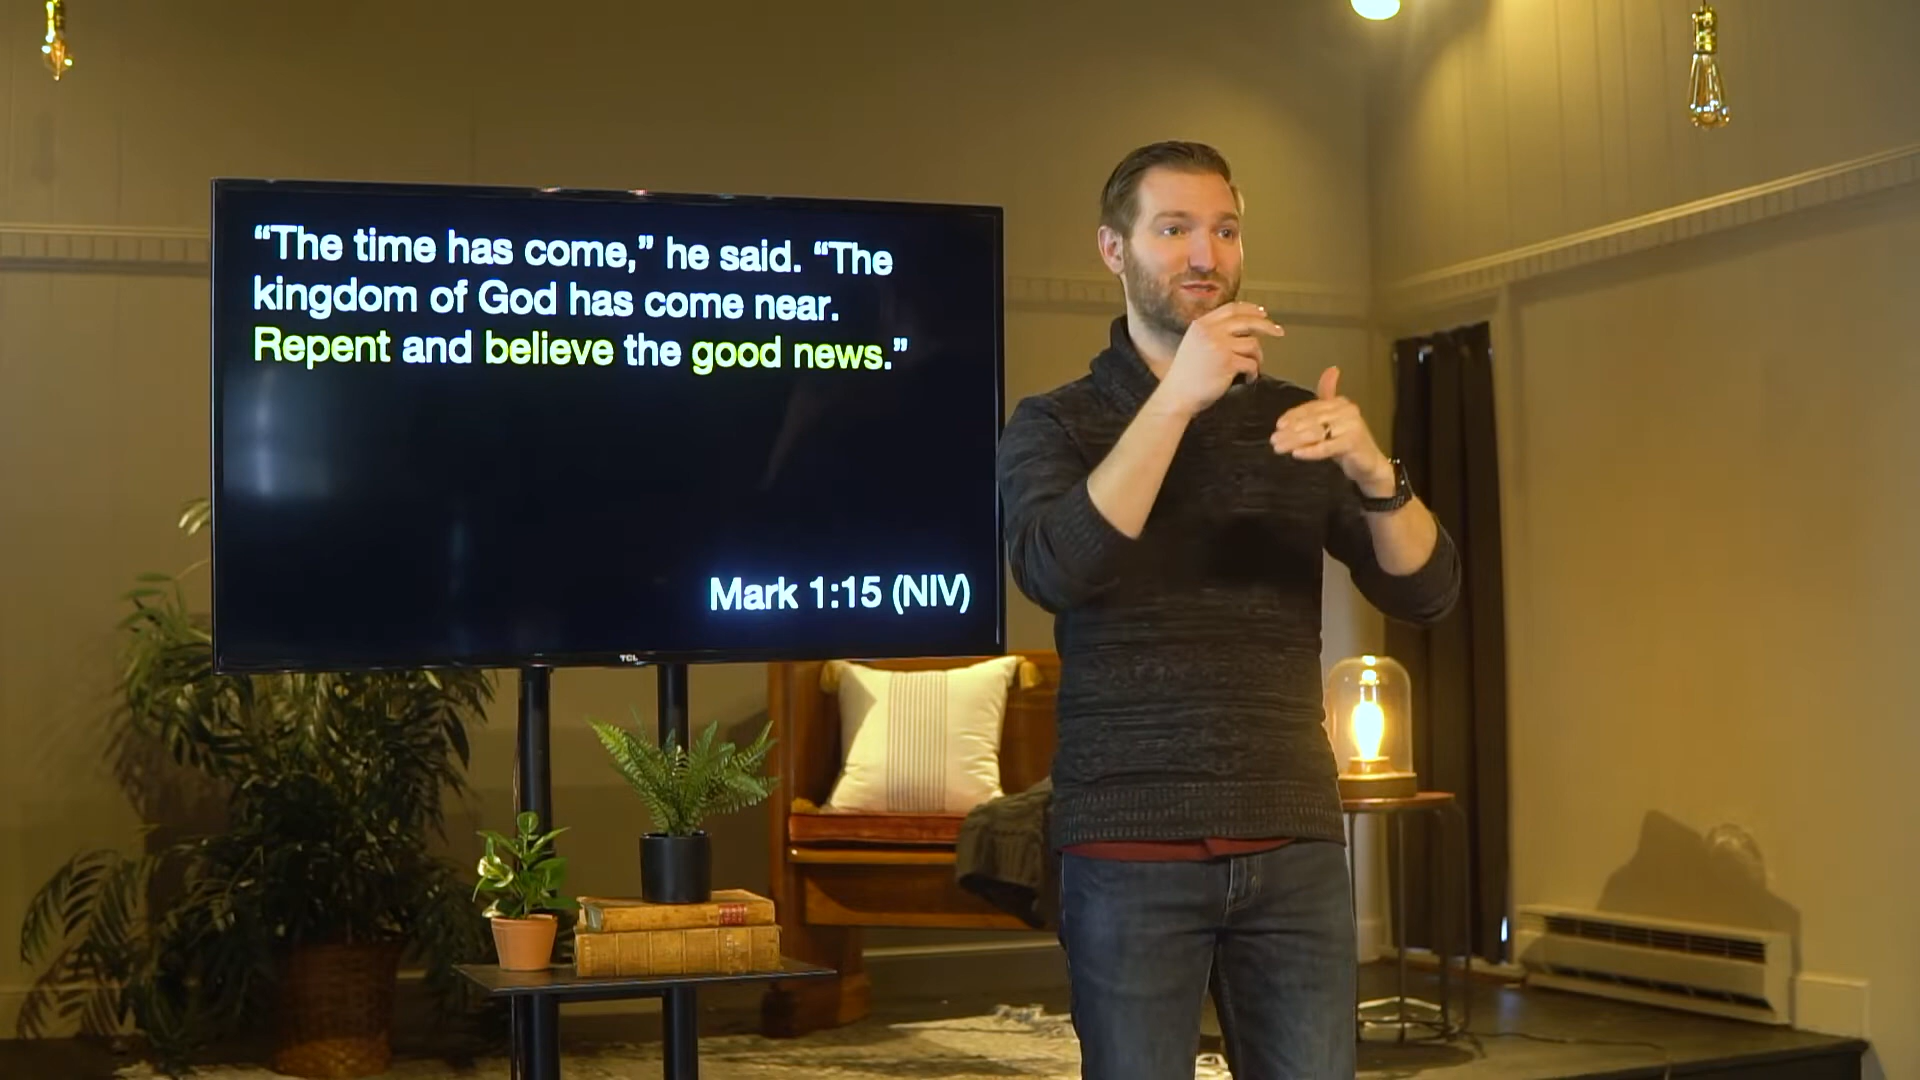 “The time has come,” he said. “The
kingdom of God has come near.
Repent and believe the good news.”
Mark 1:15 (NIV)
TCL